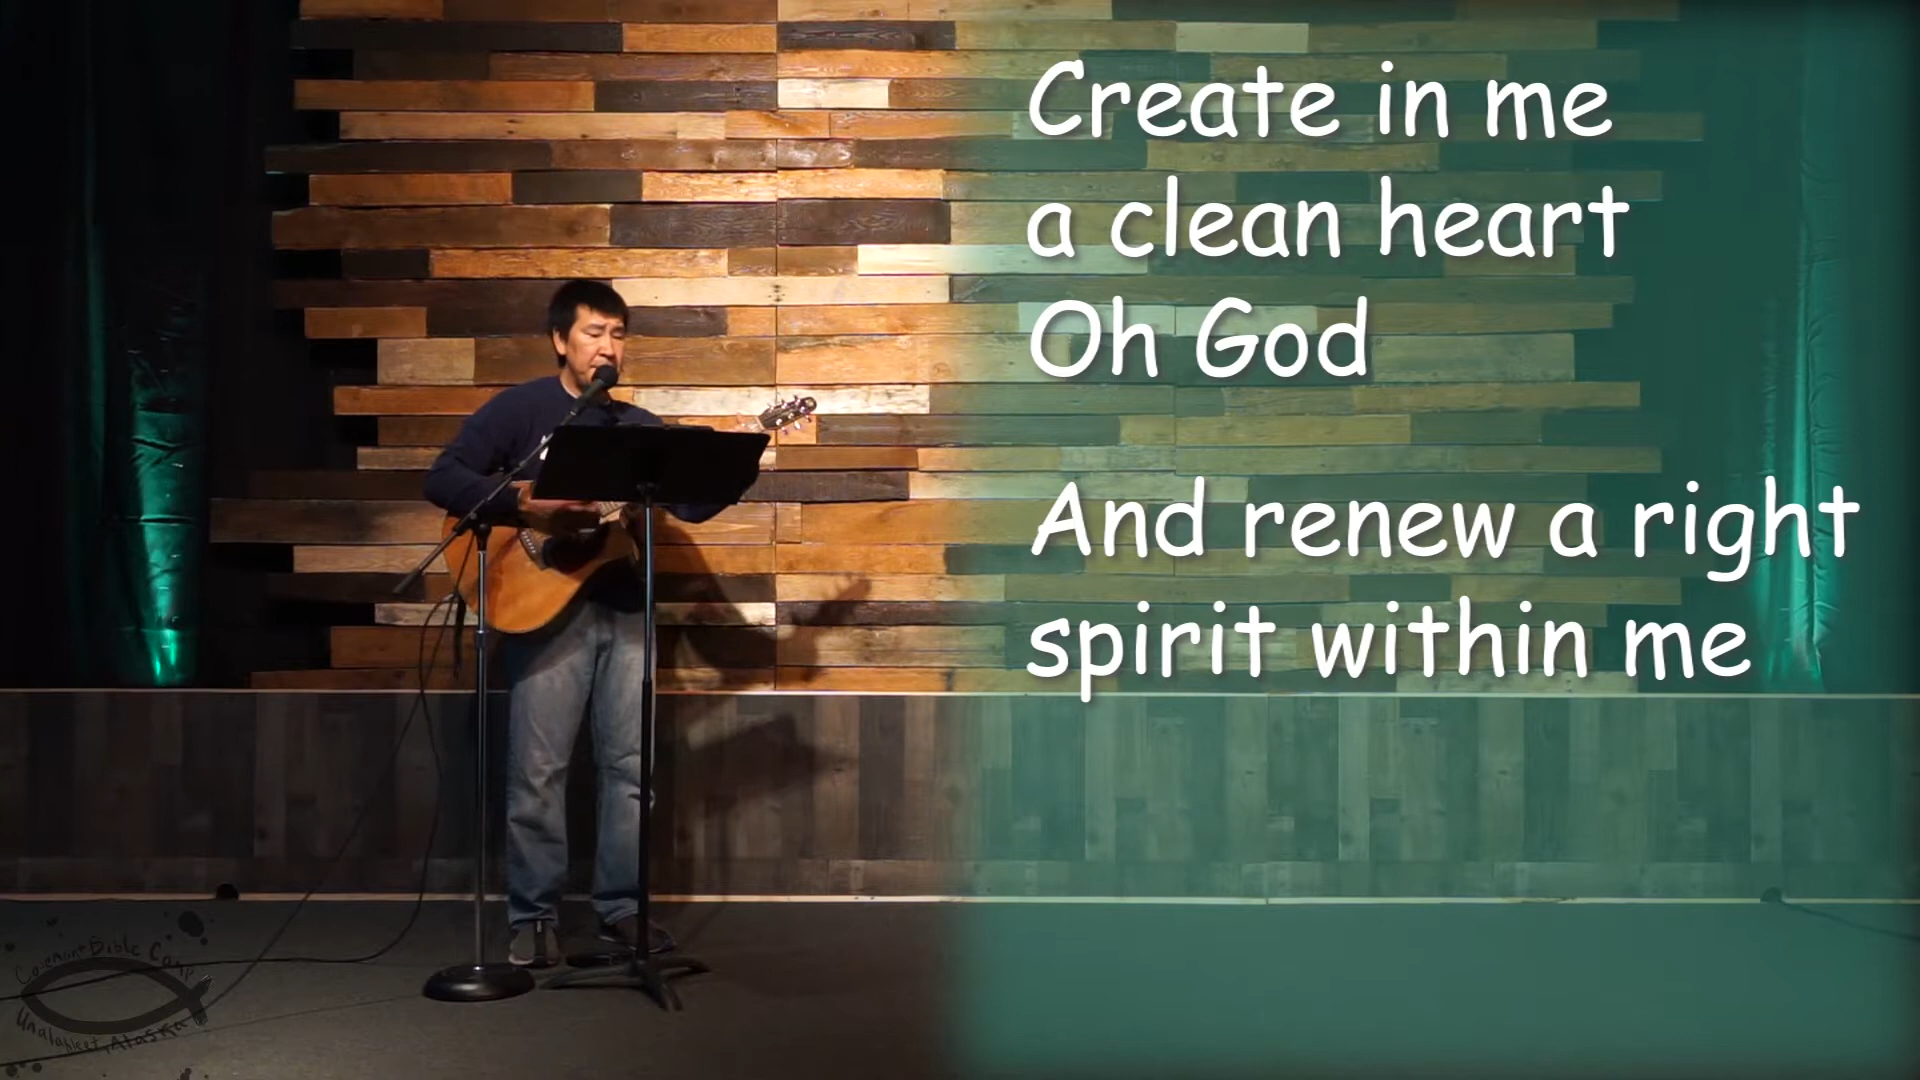 Create in me
a clean heart
Oh God
And renew a right
spirit within me
Covenant Bible Camp
Unalakleet, Alaska